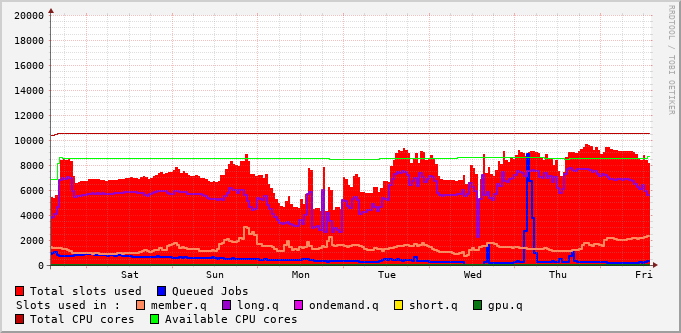 RRDTOOL / TOBI OETIKER
20000
18000
16000
14000
12000
10000
8000
6000
4000
2000
0
Sat Sun Mon Tue Wed Thu Fri
Total slots used Queued Jobs
Slots used in : member.q long.q ondemand.q short.q gpu.q
Total CPU cores Available CPU cores